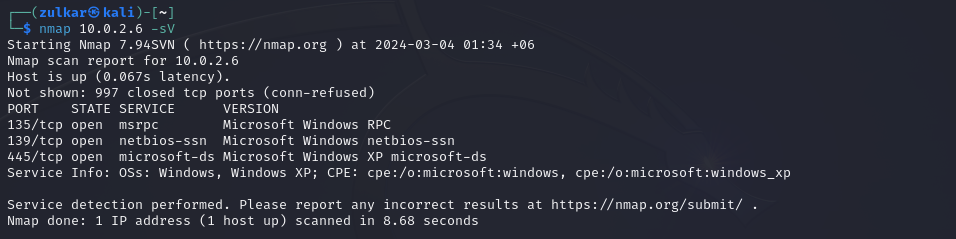 ┌──(zulkar㉿kali)-[~]
└─$ nmap 10.0.2.6 -sV
Starting Nmap 7.94SVN ( https://nmap.org ) at 2024-03-04 01:34 +06
Nmap scan report for 10.0.2.6
Host is up (0.067s latency).
Not shown: 997 closed tcp ports (conn-refused)
PORT    STATE SERVICE      VERSION
135/tcp open  msrpc        Microsoft Windows RPC
139/tcp open  netbios-ssn  Microsoft Windows netbios-ssn
445/tcp open  microsoft-ds Microsoft Windows XP microsoft-ds
Service Info: OSs: Windows, Windows XP; CPE: cpe:/o:microsoft:windows, cpe:/o:microsoft:windows_xp

Service detection performed. Please report any incorrect results at https://nmap.org/submit/ .
Nmap done: 1 IP address (1 host up) scanned in 8.68 seconds